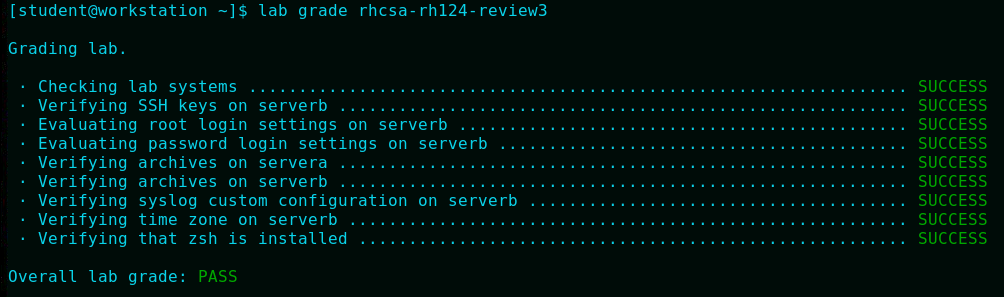 [student@workstation ~]$ lab grade rhcsa-rh124-review3
Grading lab.
· Checking lab systems .................................................................. SUCCESS
· Verifying SSH keys on serverb ......................................................... SUCCESS
· Evaluating root login settings on serverb ............................................. SUCCESS
· Evaluating password login settings on serverb ......................................... SUCCESS
· Verifying archives on servera ......................................................... SUCCESS
· Verifying archives on serverb ......................................................... SUCCESS
· Verifying syslog custom configuration on serverb ...................................... SUCCESS
· Verifying time zone on serverb ........................................................ SUCCESS
· Verifying that zsh is installed ....................................................... SUCCESS
Overall lab grade: PASS